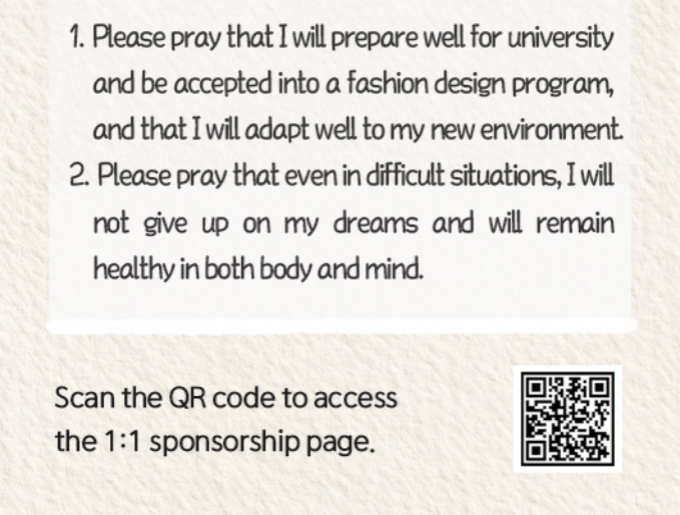 1. Please pray that I will prepare well for university
and be accepted into a fashion design program,
and that I will adapt well to my new environment.
2. Please pray that even in difficult situations, I will
not give up on my dreams and will remain
healthy in both body and mind.
Scan the QR code to access
the 1:1 sponsorship page.